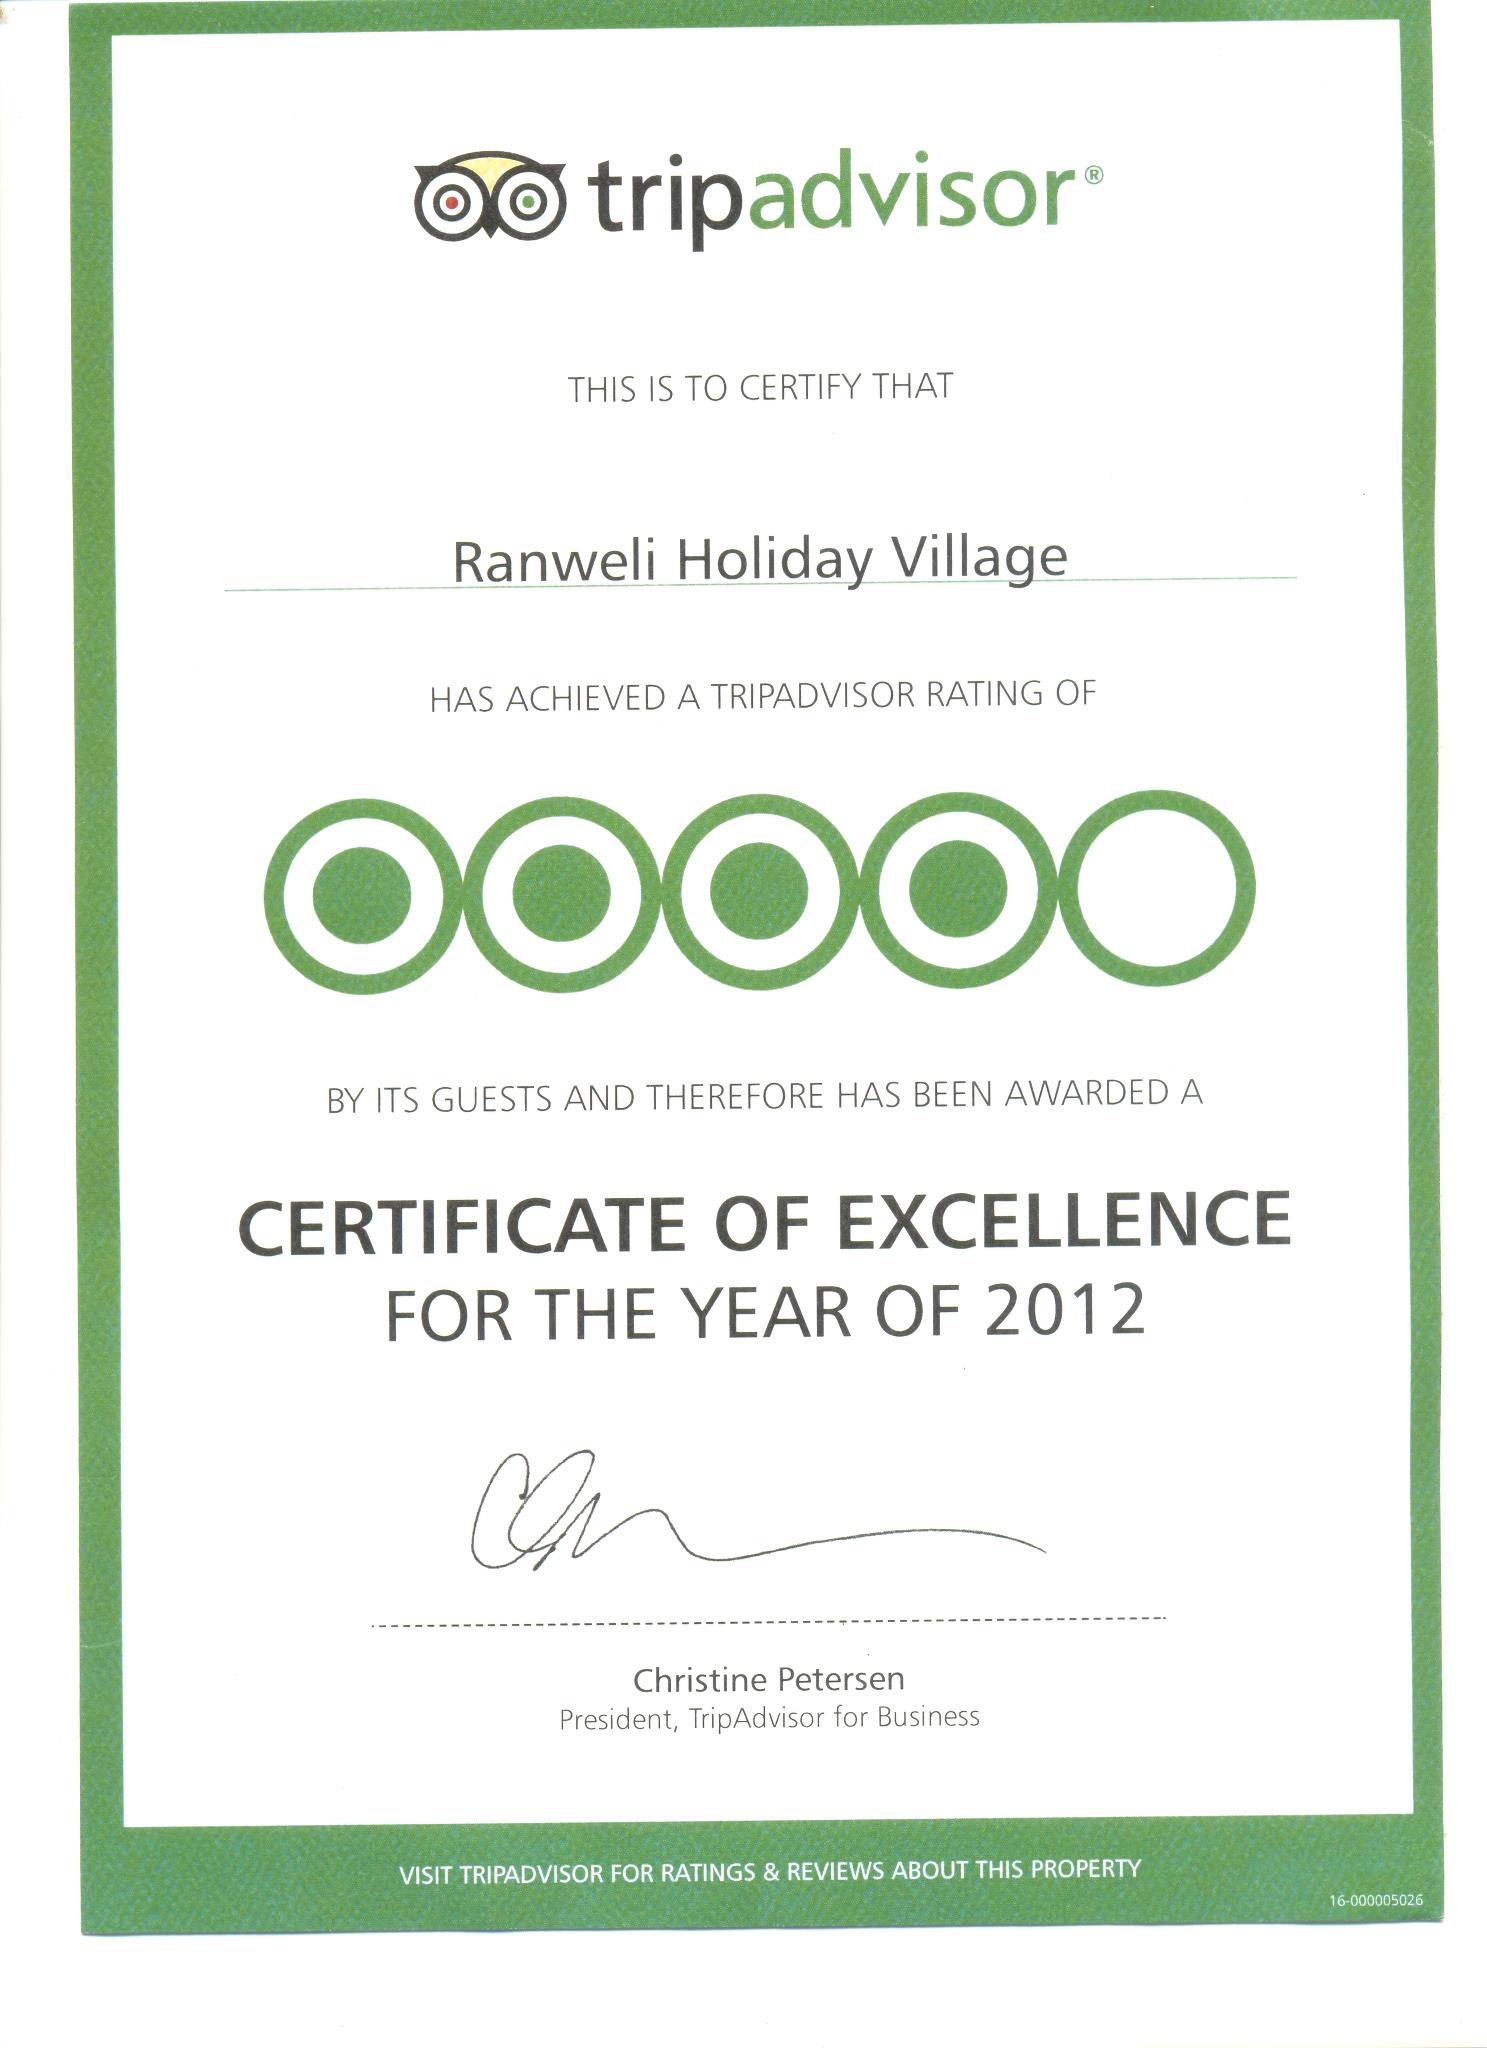 tripadvisor®
THIS IS TO CERTIFY THAT
Ranweli Holiday Village
HAS ACHIEVED A TRIPADVISOR RATING OF
BY ITS GUESTS AND THEREFORE HAS BEEN AWARDED A
CERTIFICATE OF EXCELLENCE
FOR THE YEAR OF 2012
Christine Petersen
President, TripAdvisor for Business
VISIT TRIPADVISOR FOR RATINGS & REVIEWS ABOUT THIS PROPERTY
16-000005026